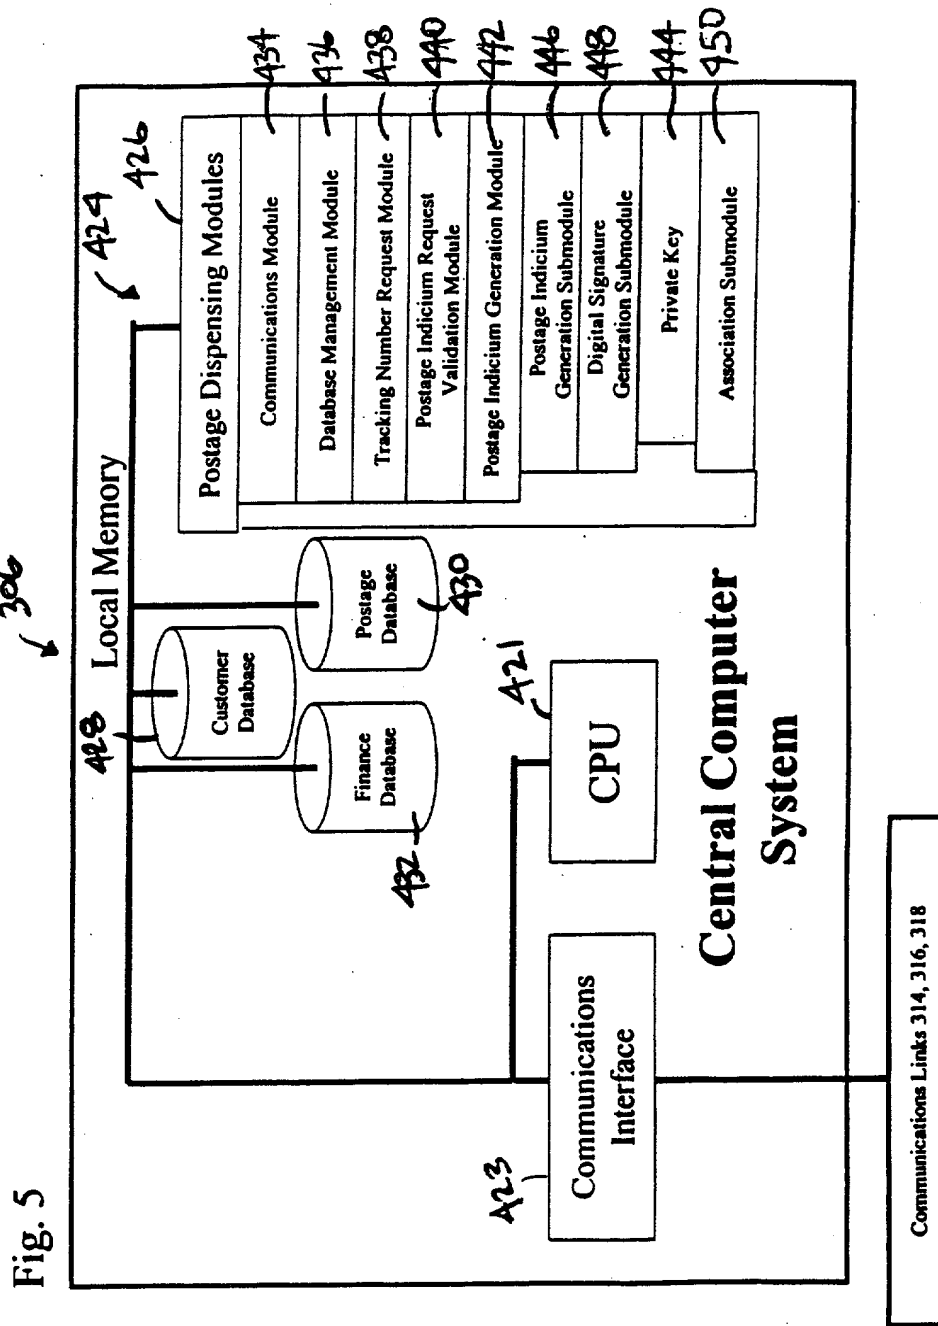 Fig. 5
306
Local Memory
424
426
Postage Dispensing Modules
Communications Module
434
Database Management Module
436
Tracking Number Request Module
438
Postage Indicium Request
Validation Module
440
Postage Indicium Generation Module
442
Postage Indicium
Generation Submodule
446
Digital Signature
Generation Submodule
448
Private Key
444
Association Submodule
450
428
Customer
Database
Finance
Database
432
Postage
Database
430
423
Communications
Interface
CPU
421
Central Computer
System
Communications Links 314, 316, 318